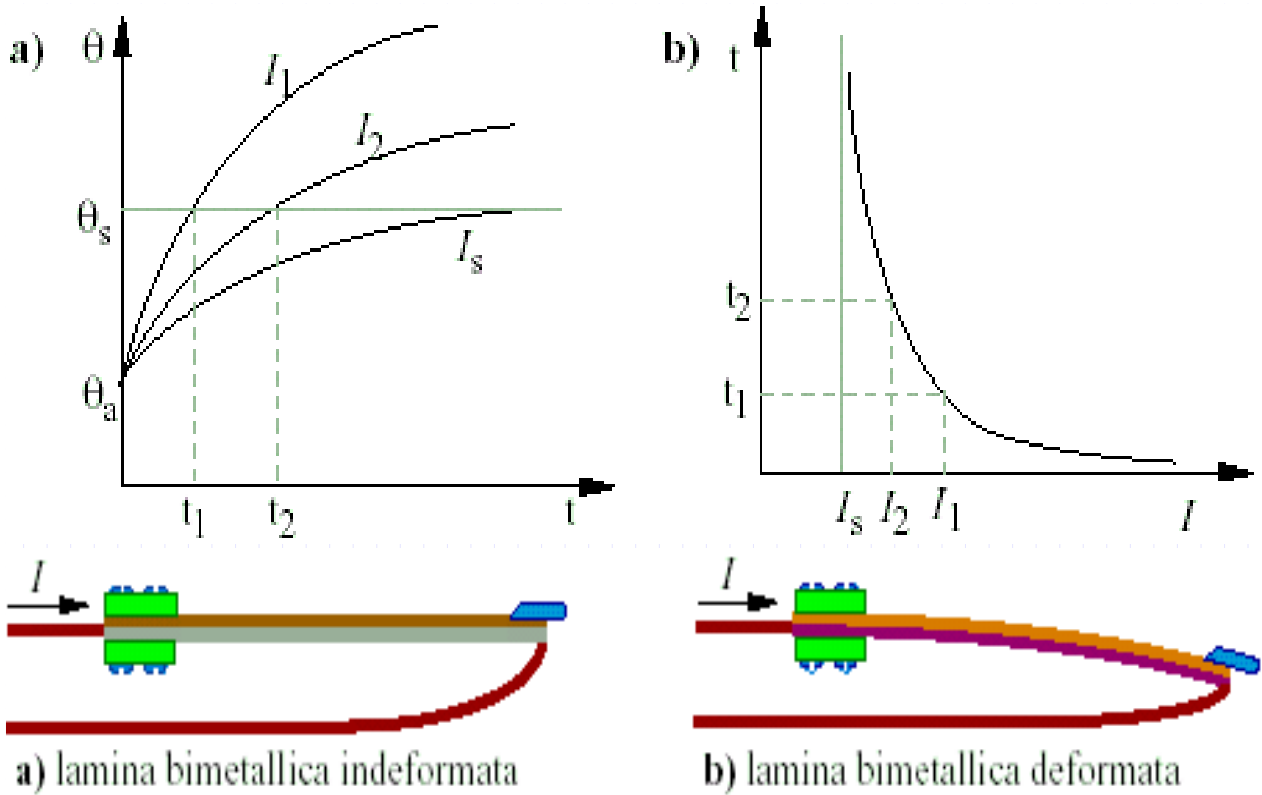 a) θ
I1
I2
θs
Is
θa
t1 t2 t
b) t
t2
t1
Is I2 I1 I
I
a) lamina bimetallica indeformata
I
b) lamina bimetallica deformata